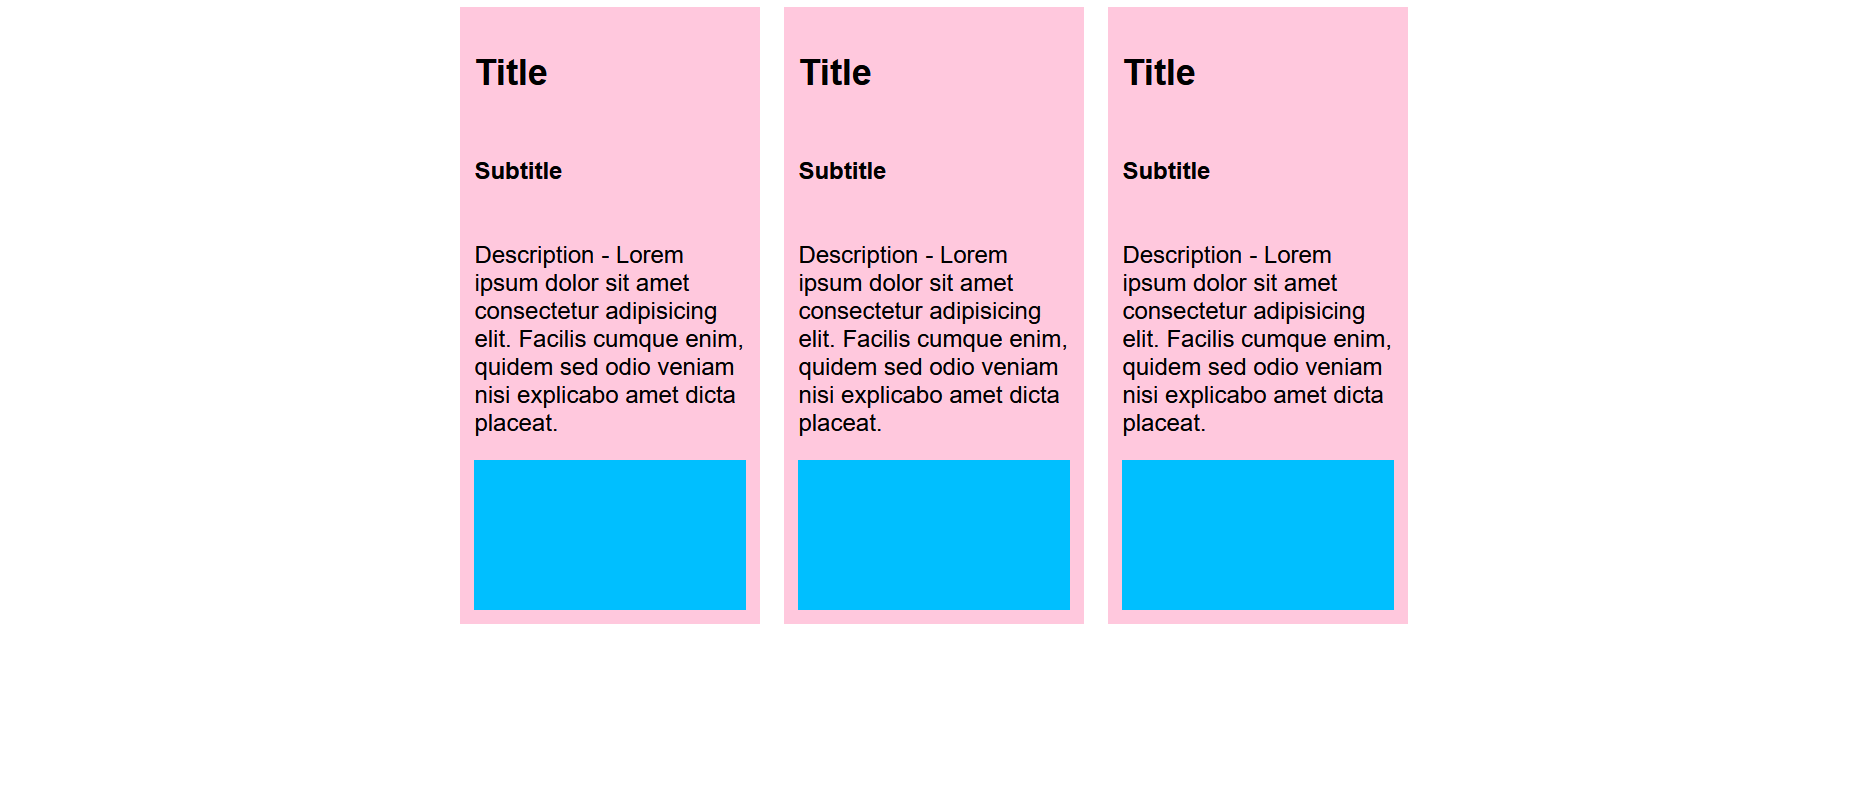 Title
Subtitle
Description - Lorem
ipsum dolor sit amet
consectetur adipisicing
elit. Facilis cumque enim,
quidem sed odio veniam
nisi explicabo amet dicta
placeat.
Title
Subtitle
Description - Lorem
ipsum dolor sit amet
consectetur adipisicing
elit. Facilis cumque enim,
quidem sed odio veniam
nisi explicabo amet dicta
placeat.
Title
Subtitle
Description - Lorem
ipsum dolor sit amet
consectetur adipisicing
elit. Facilis cumque enim,
quidem sed odio veniam
nisi explicabo amet dicta
placeat.